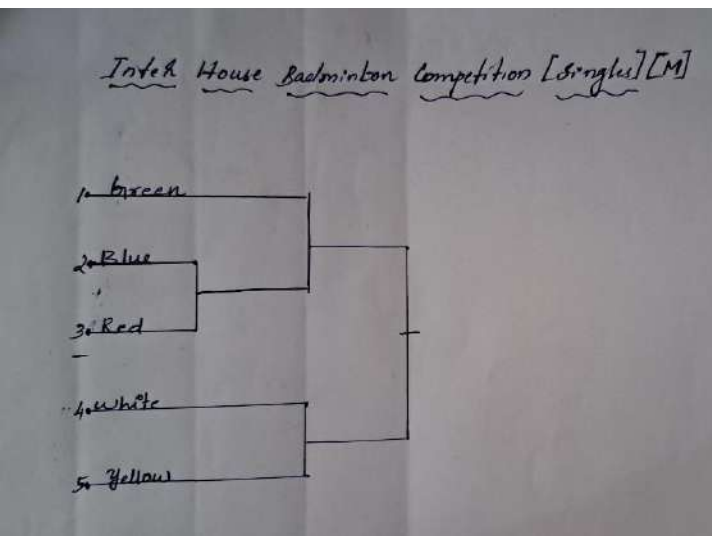 Inter House Badminton Competition [Singles] [M]
1. Green
2. Blue
3. Red
4. White
5. Yellow